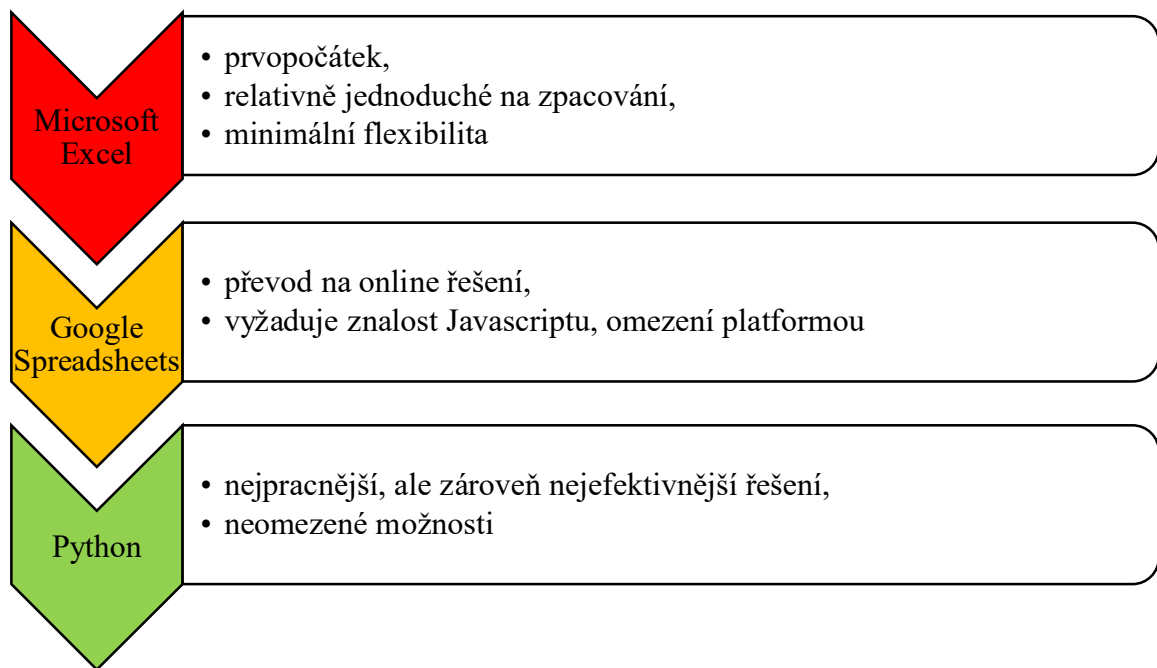 Microsoft
Excel
• prvopočátek,
• relativně jednoduché na zpacování,
• minimální flexibilita
Google
Spreadsheets
• převod na online řešení,
• vyžaduje znalost Javascriptu, omezení platformou
Python
• nejpracnější, ale zároveň nejefektivnější řešení,
• neomezené možnosti